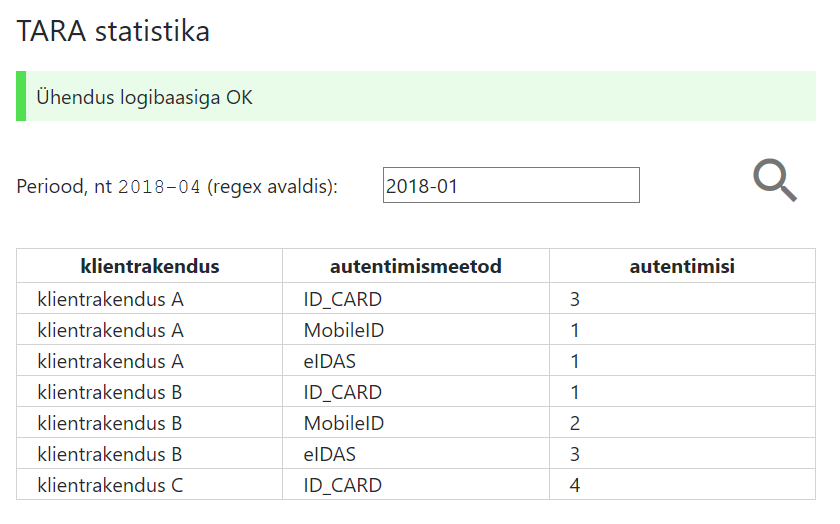 TARA statistika
Ühendus logibaasiga OK
Periood, nt 2018-04 (regex avaldis): 2018-01
klientrakendus autentimismeetod autentimisi
klientrakendus A ID_CARD 3
klientrakendus A MobileID 1
klientrakendus A eIDAS 1
klientrakendus B ID_CARD 1
klientrakendus B MobileID 2
klientrakendus B eIDAS 3
klientrakendus C ID_CARD 4